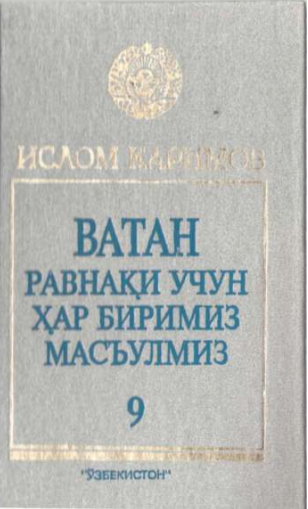 ИСЛОМ КАРИМОВ
ВАТАН
РАВНАҚИ УЧУН
ҲАР БИРИМИЗ
МАСЪУЛМИЗ
9
"ЎЗБЕКИСТОН"